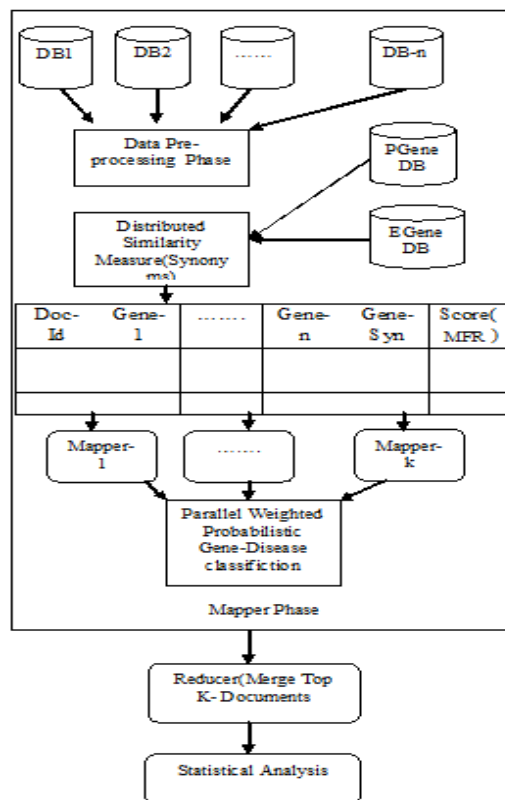 DB1 DB2 ....... DB-n
Data Pre-
processing Phase
PGene
DB
EGene
DB
Distributed
Similarity
Measure(Synony
ms)
Doc- Gene- ....... Gene- Gene- Score(
Id 1 n Syn MFR )
Mapper- ....... Mapper-
1 k
Parallel Weighted
Probabilistic
Gene-Disease
classifiction
Mapper Phase
Reducer(Merge Top
K- Documents
Statistical Analysis